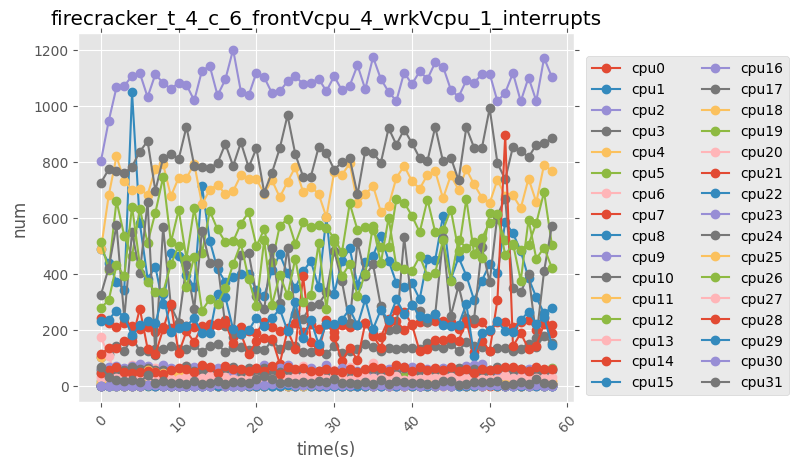 firecracker_t_4_c_6_frontVcpu_4_wrkVcpu_1_interrupts
1200
1000
800
600
400
200
0
num
0
10
20
30
40
50
60
time(s)
cpu0
cpu1
cpu2
cpu3
cpu4
cpu5
cpu6
cpu7
cpu8
cpu9
cpu10
cpu11
cpu12
cpu13
cpu14
cpu15
cpu16
cpu17
cpu18
cpu19
cpu20
cpu21
cpu22
cpu23
cpu24
cpu25
cpu26
cpu27
cpu28
cpu29
cpu30
cpu31